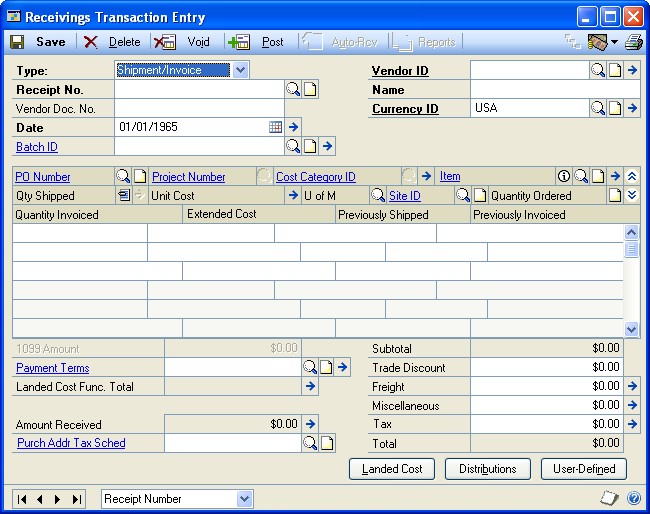 Receivings Transaction Entry
Save Delete Void Post Auto-Rcv Reports
Type: Shipment/Invoice Vendor ID
Receipt No. Name
Vendor Doc. No. Currency ID USA
Date 01/01/1965
Batch ID
PO Number Project Number Cost Category ID Item
Qty Shipped Unit Cost U of M Site ID Quantity Ordered
Quantity Invoiced Extended Cost Previously Shipped Previously Invoiced
1099 Amount $0.00 Subtotal $0.00
Payment Terms Trade Discount $0.00
Landed Cost Func. Total Freight $0.00
Miscellaneous $0.00
Amount Received $0.00 Tax $0.00
Purch Addr Tax Sched Total $0.00
Landed Cost Distributions User-Defined
Receipt Number